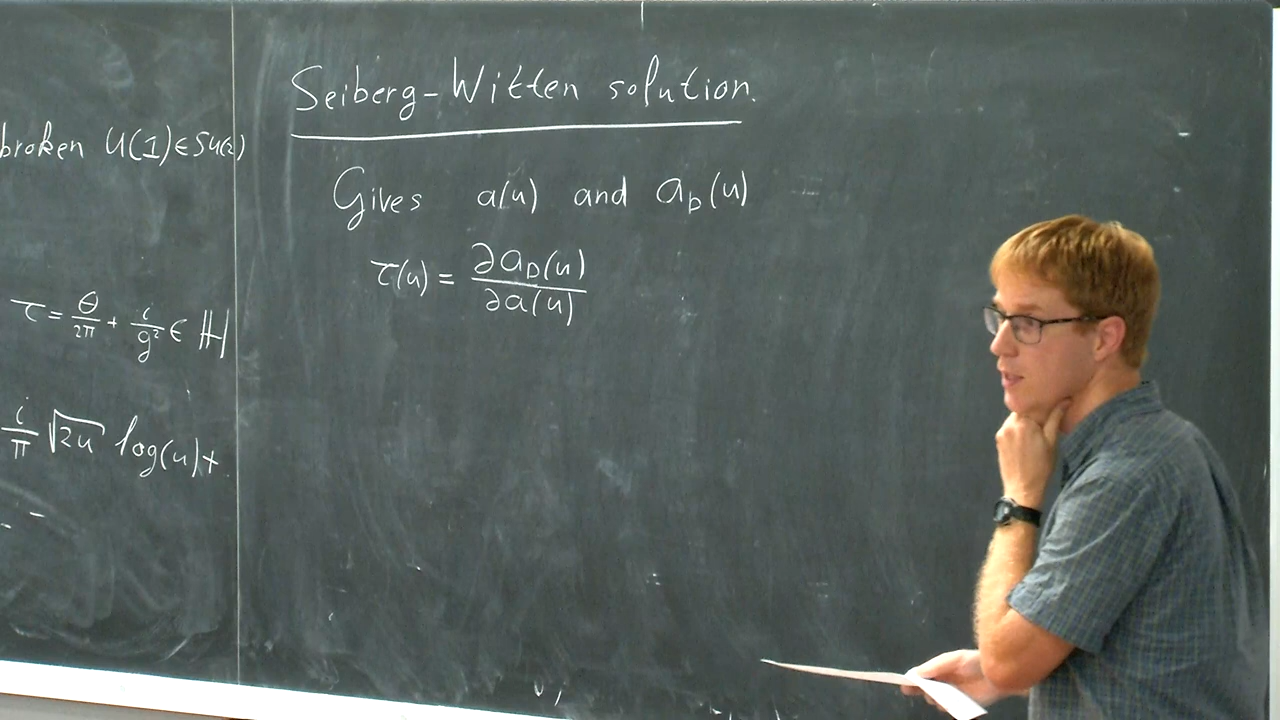 broken U(1)∈SU(2)
τ = θ/2π + i/g² ∈ ℍ
i/π √2u log(u)+
Seiberg-Witten solution.
Gives a(u) and a_D(u)
τ(u) = ∂a_D(u)/∂a(u)